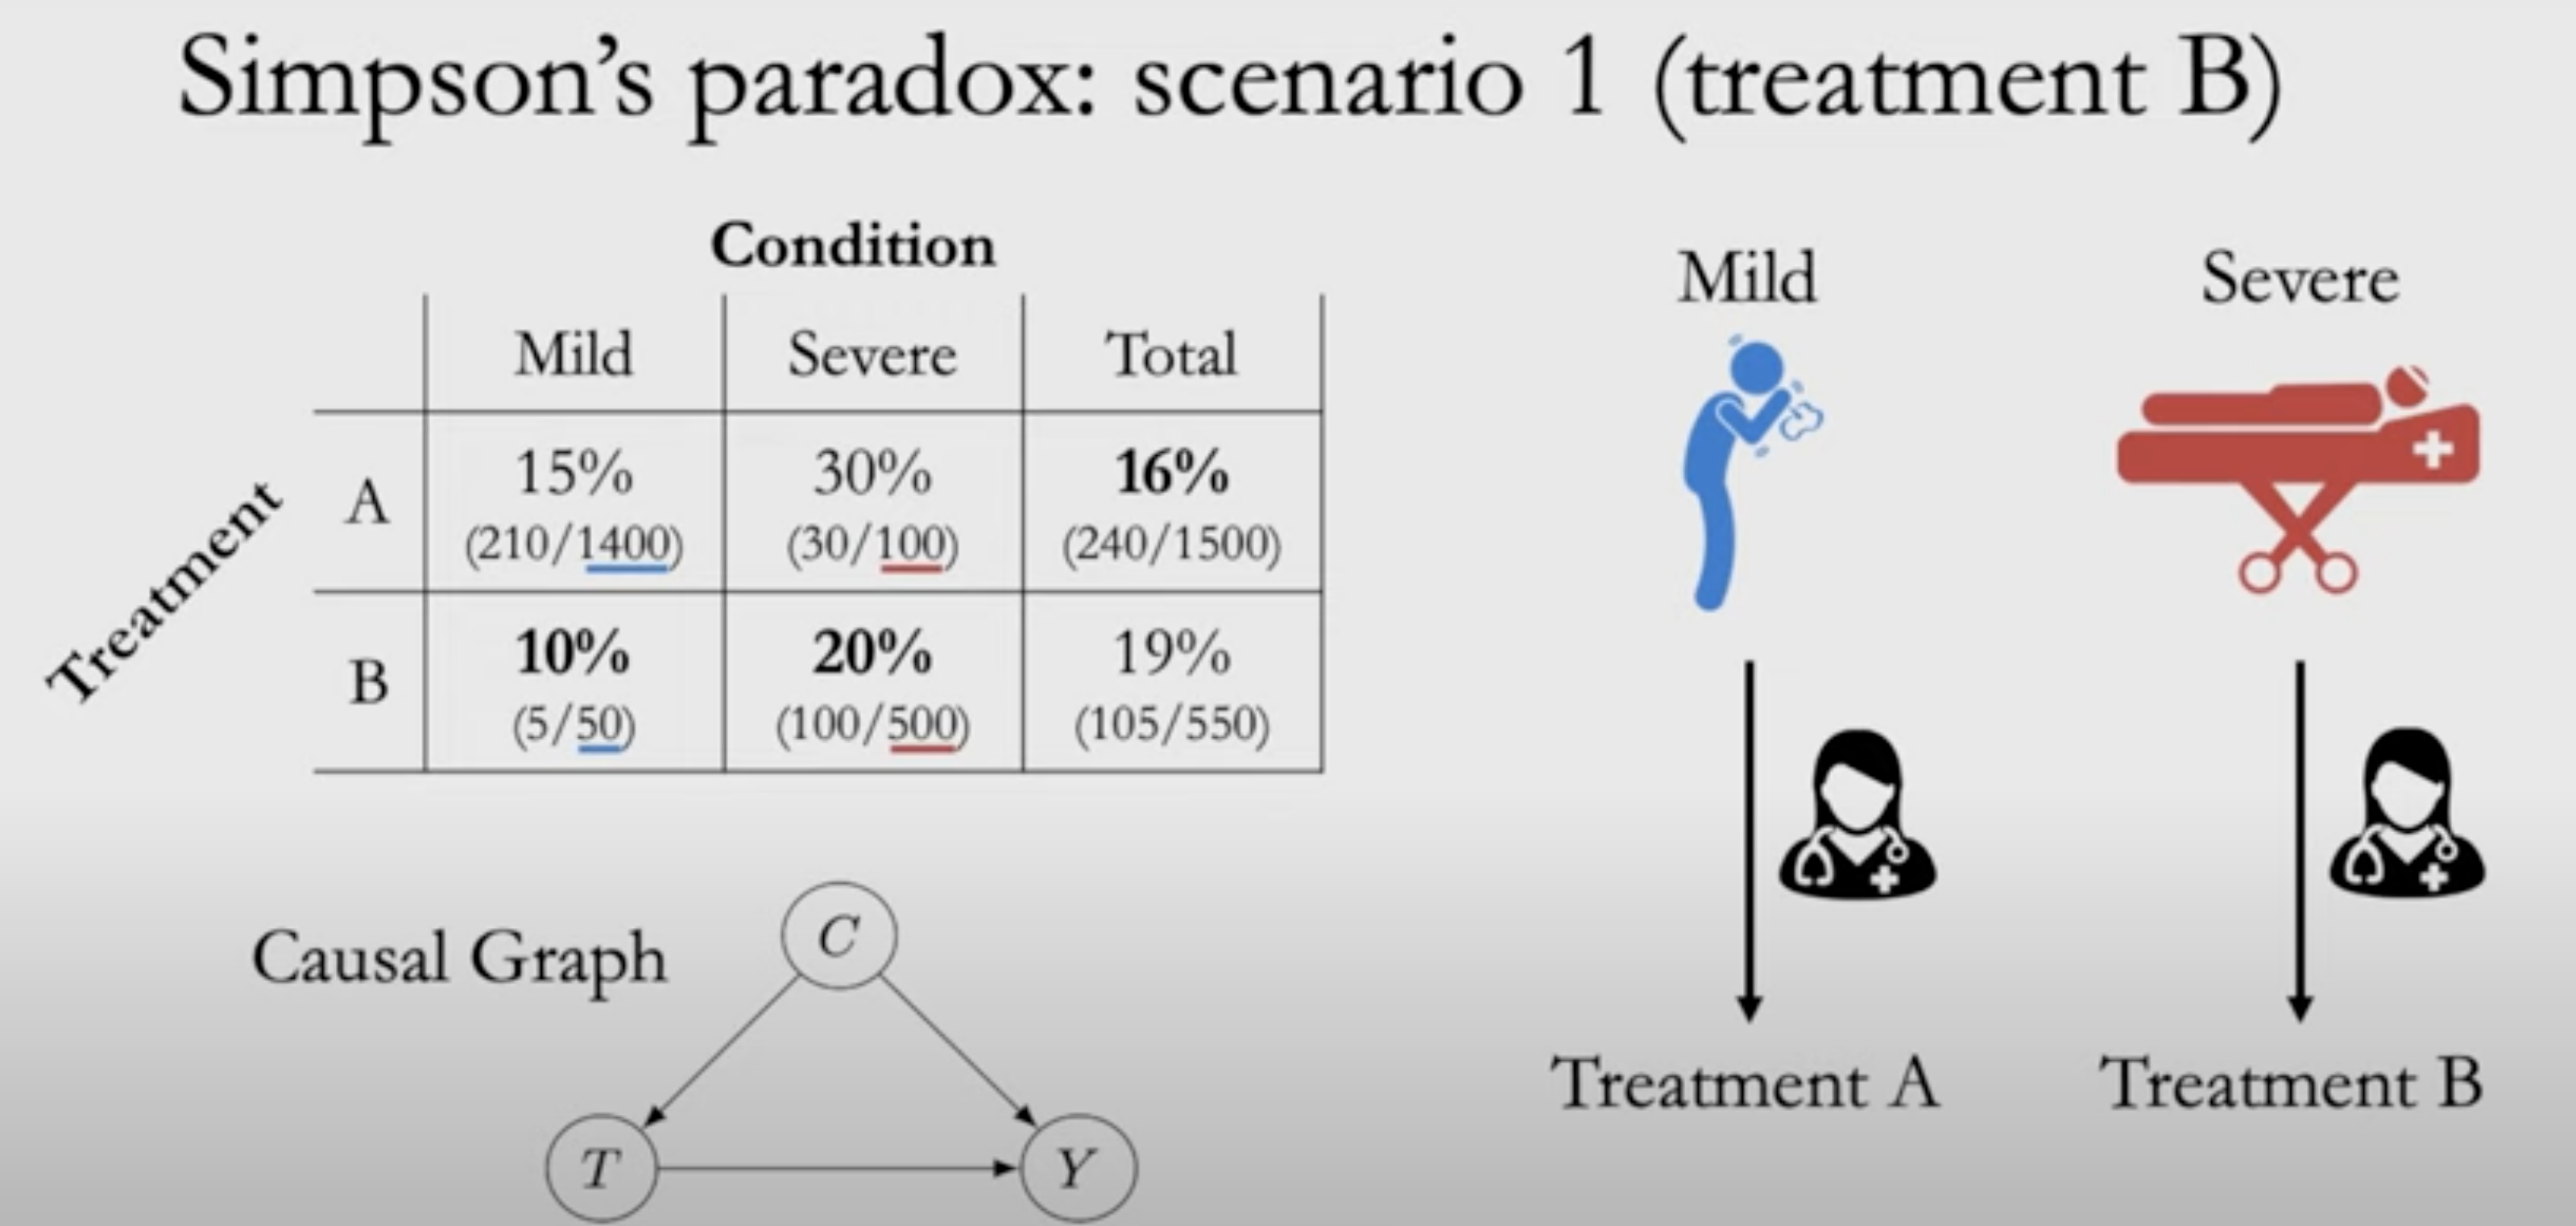 Simpson's paradox: scenario 1 (treatment B)
Condition
Mild Severe Total
Treatment
A 15% 30% 16%
(210/1400) (30/100) (240/1500)
B 10% 20% 19%
(5/50) (100/500) (105/550)
Causal Graph
C
T Y
Mild Severe
Treatment A Treatment B